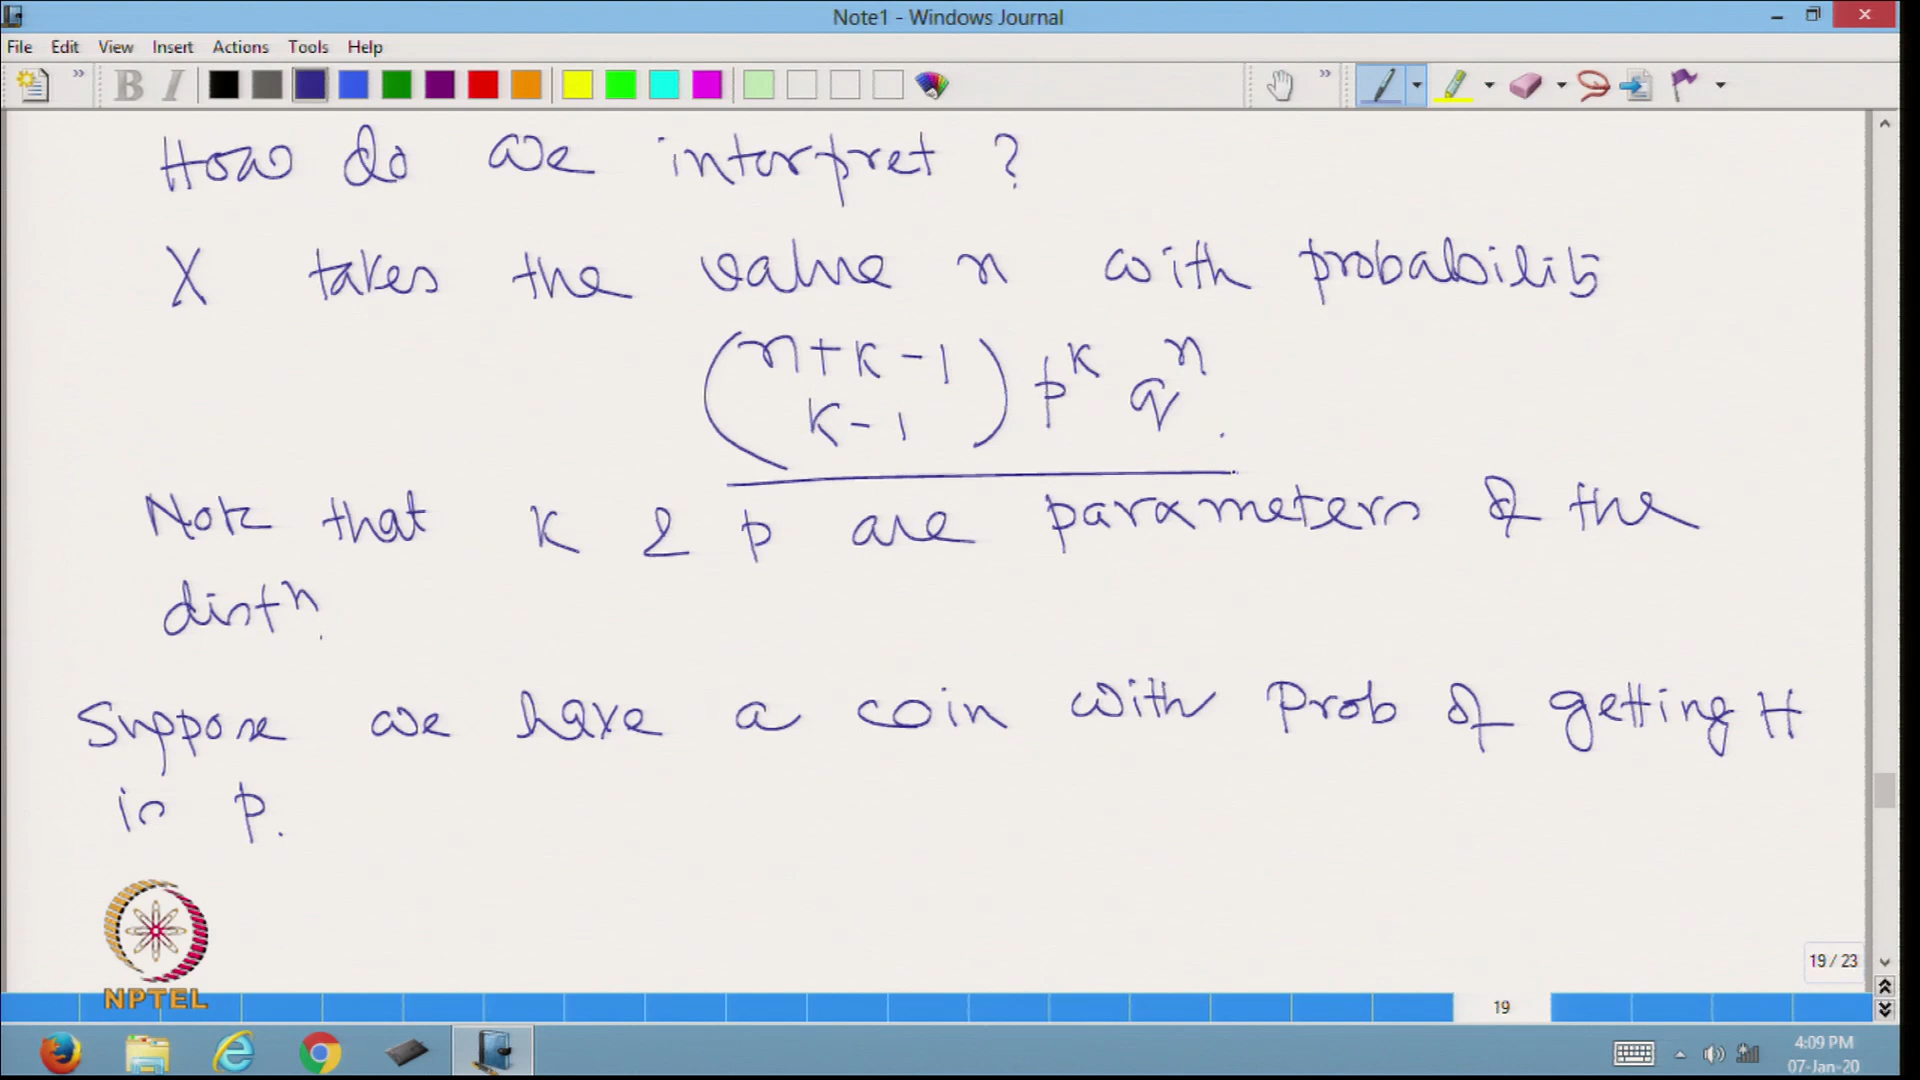 Note1 - Windows Journal
File Edit View Insert Actions Tools Help
How do we interpret ?
X takes the value n with probability
(n+k-1
k-1) p^k q^n.
Note that k & p are parameters of the
distn.
Suppose we have a coin with Prob of getting H
is p.
NPTEL
19 / 23
19
4:09 PM
07-Jan-20